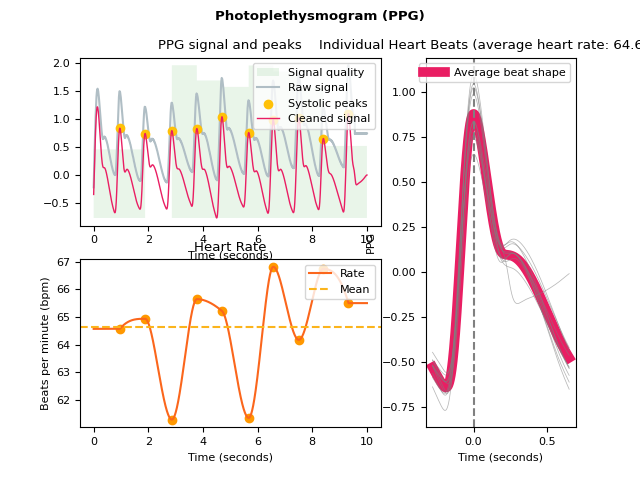 Photoplethysmogram (PPG)
PPG signal and peaks
Individual Heart Beats (average heart rate: 64.6
Signal quality
Raw signal
Systolic peaks
Cleaned signal
2.0
1.5
1.0
0.5
0.0
−0.5
0 2 4 6 8 10
Time (seconds)
Heart Rate
Rate
Mean
67
66
65
64
63
62
Beats per minute (bpm)
0 2 4 6 8 10
Time (seconds)
Average beat shape
PPG
1.00
0.75
0.50
0.25
0.00
−0.25
−0.50
−0.75
0.0 0.5
Time (seconds)